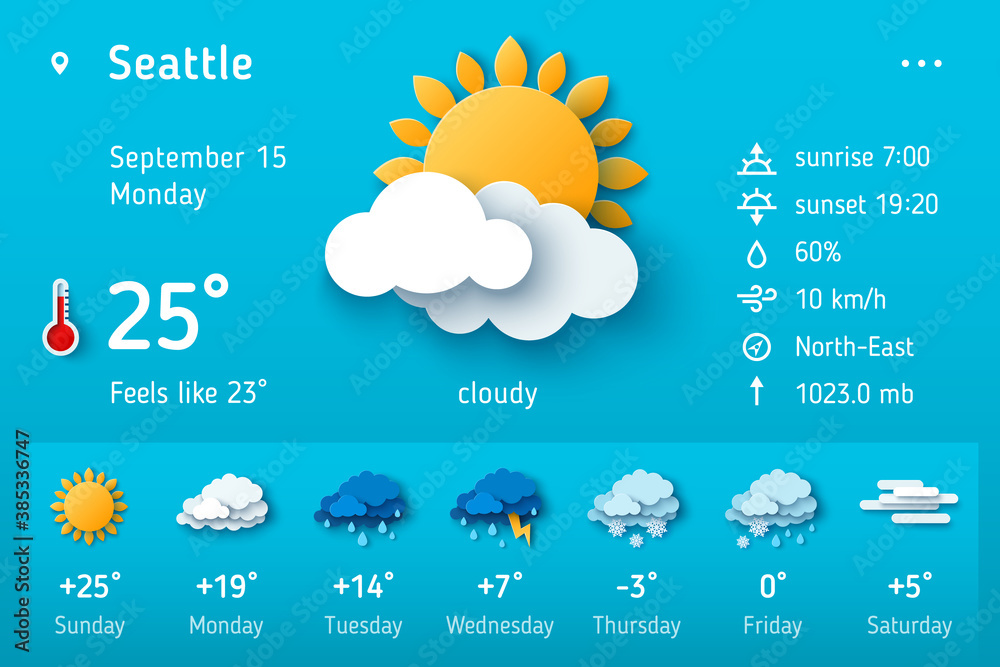 Seattle
...
September 15
Monday
25°
Feels like 23°
cloudy
sunrise 7:00
sunset 19:20
60%
10 km/h
North-East
1023.0 mb
+25° +19° +14° +7° -3° 0° +5°
Sunday Monday Tuesday Wednesday Thursday Friday Saturday
Adobe Stock | #385336747
Adobe Stock